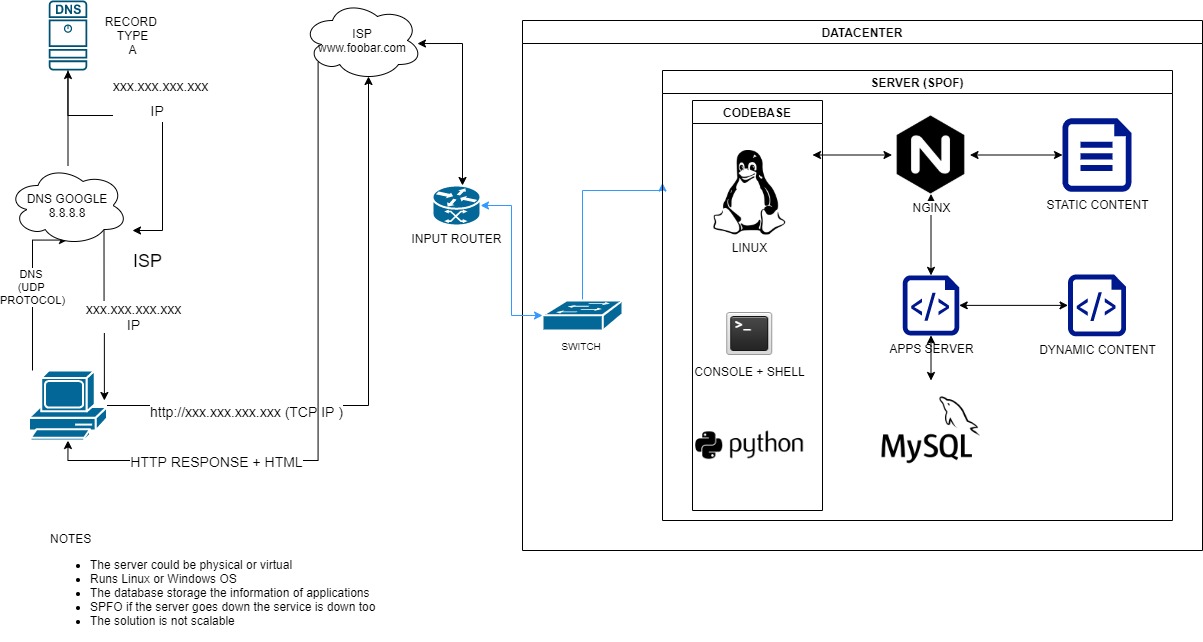 DNS
RECORD
TYPE
A
xxx.xxx.xxx.xxx
IP
DNS GOOGLE
8.8.8.8
ISP
DNS
(UDP
PROTOCOL)
xxx.xxx.xxx.xxx
IP
http://xxx.xxx.xxx.xxx (TCP IP )
HTTP RESPONSE + HTML
ISP
www.foobar.com
INPUT ROUTER
SWITCH
DATACENTER
SERVER (SPOF)
CODEBASE
LINUX
>_
CONSOLE + SHELL
python
N
NGINX
STATIC CONTENT
</>
APPS SERVER
</>
DYNAMIC CONTENT
MySQL
NOTES
The server could be physical or virtual
Runs Linux or Windows OS
The database storage the information of applications
SPFO if the server goes down the service is down too
The solution is not scalable